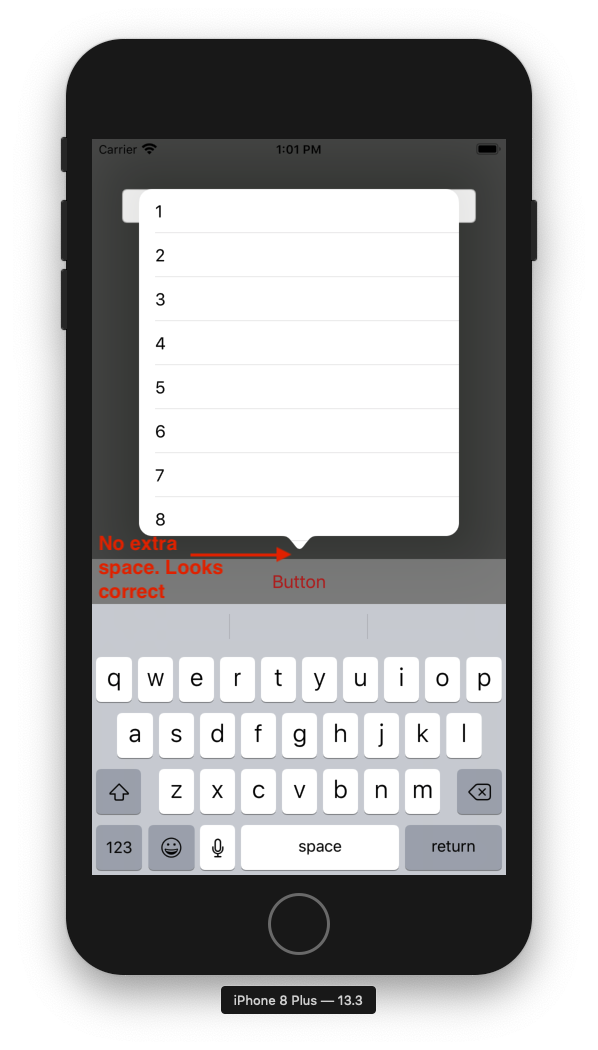 Carrier 1:01 PM
1
2
3
4
5
6
7
8
No extra
space. Looks
correct
Button
q w e r t y u i o p
a s d f g h j k l
z x c v b n m
123 space return
iPhone 8 Plus — 13.3